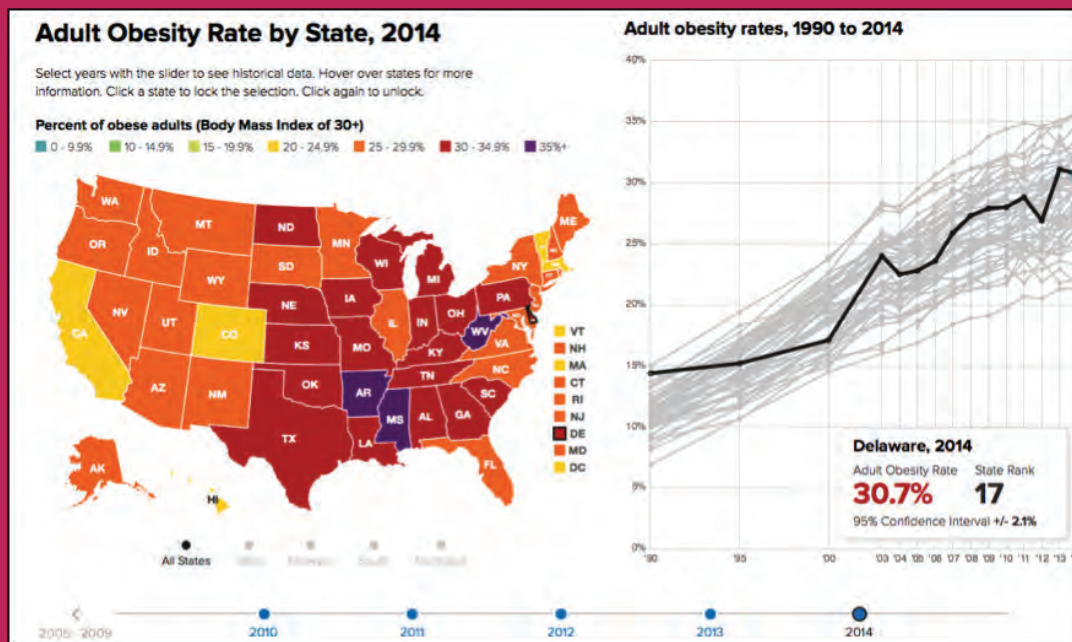 Adult Obesity Rate by State, 2014
Select years with the slider to see historical data. Hover over states for more
information. Click a state to lock the selection. Click again to unlock.
Percent of obese adults (Body Mass Index of 30+)
0 - 9.9% 10 - 14.9% 15 - 19.9% 20 - 24.9% 25 - 29.9% 30 - 34.9% 35%+
WA
MT
ND
MN
ME
OR
ID
WY
SD
WI
MI
NY
NV
UT
CO
NE
IA
IL
IN
OH
PA
CA
KS
MO
KY
WV
VA
AZ
NM
OK
AR
TN
NC
TX
LA
MS
AL
GA
SC
FL
AK
HI
VT
NH
MA
CT
RI
NJ
DE
MD
DC
All States
2005 2009
2010
2011
2012
2013
2014
Adult obesity rates, 1990 to 2014
40%
35%
30%
25%
20%
15%
10%
5%
0%
'90 '95 '00 '03 '04 '05 '06 '07 '08 '09 '10 '11 '12 '13
Delaware, 2014
Adult Obesity Rate State Rank
30.7% 17
95% Confidence Interval +/- 2.1%